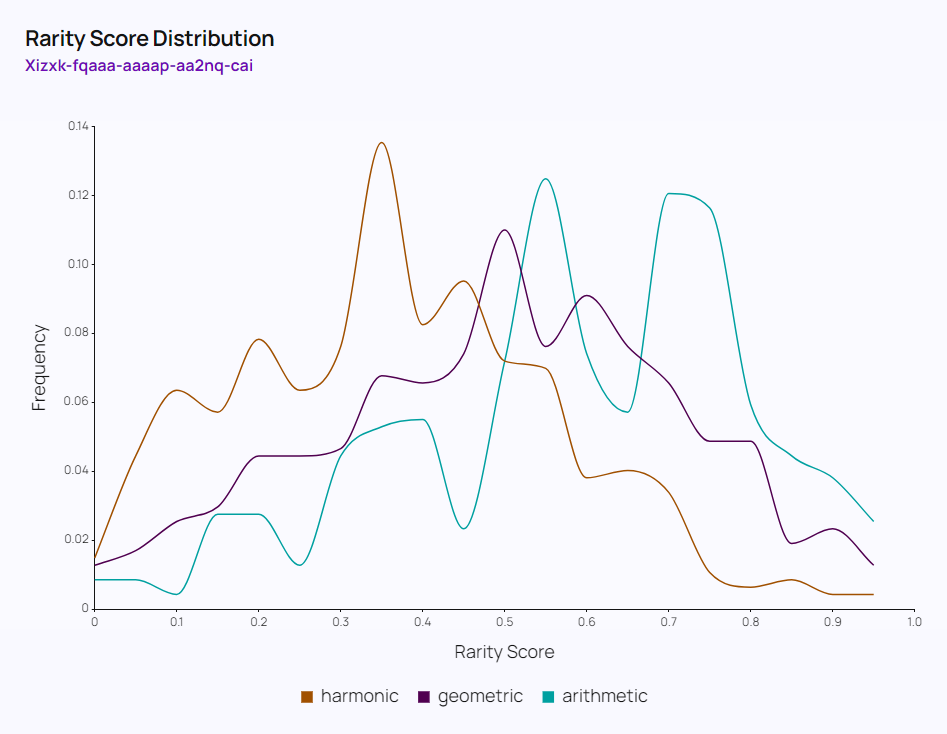 Rarity Score Distribution
Xizxk-fqaaa-aaaap-aa2nq-cai
0.14
0.12
0.10
0.08
0.06
0.04
0.02
0
Frequency
0 0.1 0.2 0.3 0.4 0.5 0.6 0.7 0.8 0.9 1.0
Rarity Score
harmonic geometric arithmetic